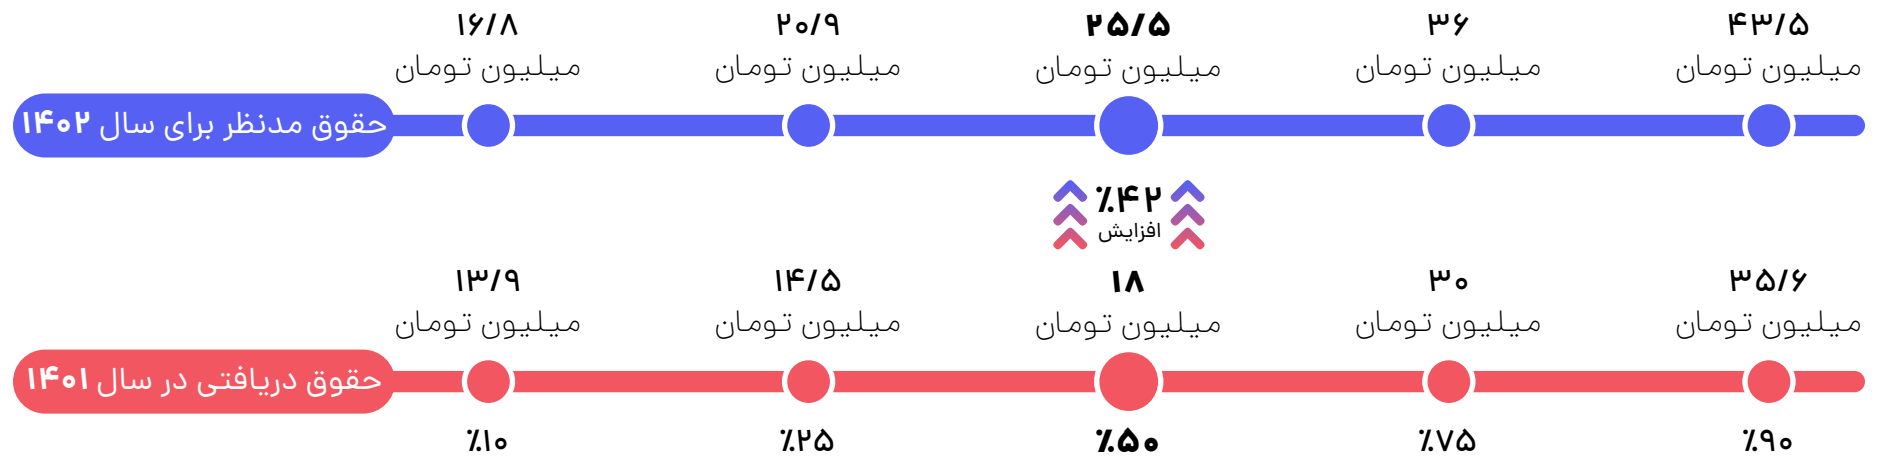 ۱۶/۸ ۲۰/۹ ۲۵/۵ ۳۶ ۴۳/۵
میلیون تومان میلیون تومان میلیون تومان میلیون تومان میلیون تومان
حقوق مدنظر برای سال ۱۴۰۲
٪۴۲
افزایش
۱۳/۹ ۱۴/۵ ۱۸ ۳۰ ۳۵/۶
میلیون تومان میلیون تومان میلیون تومان میلیون تومان میلیون تومان
حقوق دریافتی در سال ۱۴۰۱
٪۱۰ ٪۲۵ ٪۵۰ ٪۷۵ ٪۹۰